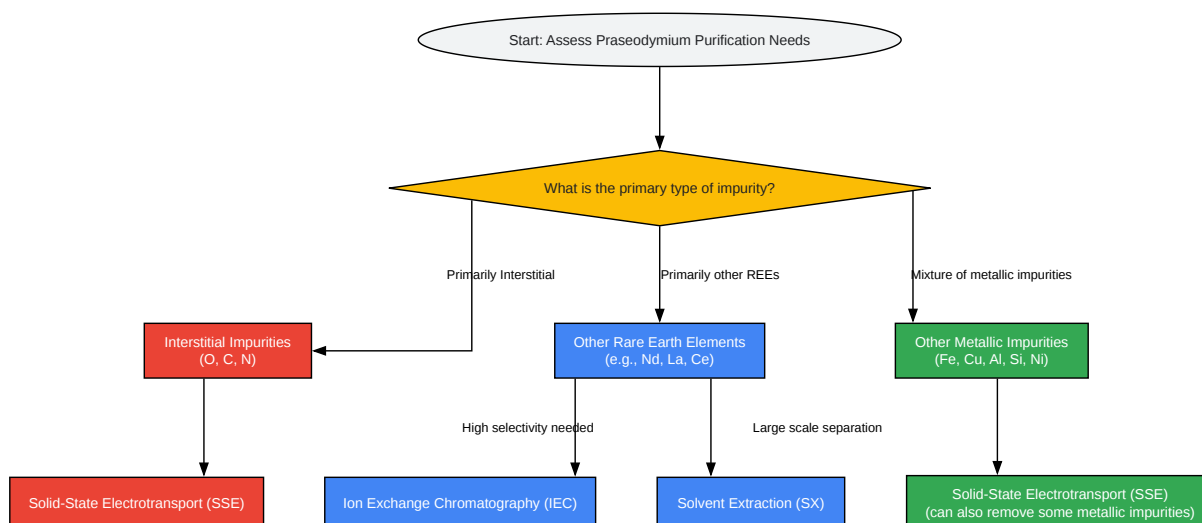 Start: Assess Praseodymium Purification Needs
What is the primary type of impurity?
Primarily Interstitial
Primarily other REEs
Mixture of metallic impurities
Interstitial Impurities
(O, C, N)
Other Rare Earth Elements
(e.g., Nd, La, Ce)
Other Metallic Impurities
(Fe, Cu, Al, Si, Ni)
High selectivity needed
Large scale separation
Solid-State Electrotransport (SSE)
Ion Exchange Chromatography (IEC)
Solvent Extraction (SX)
Solid-State Electrotransport (SSE)
(can also remove some metallic impurities)